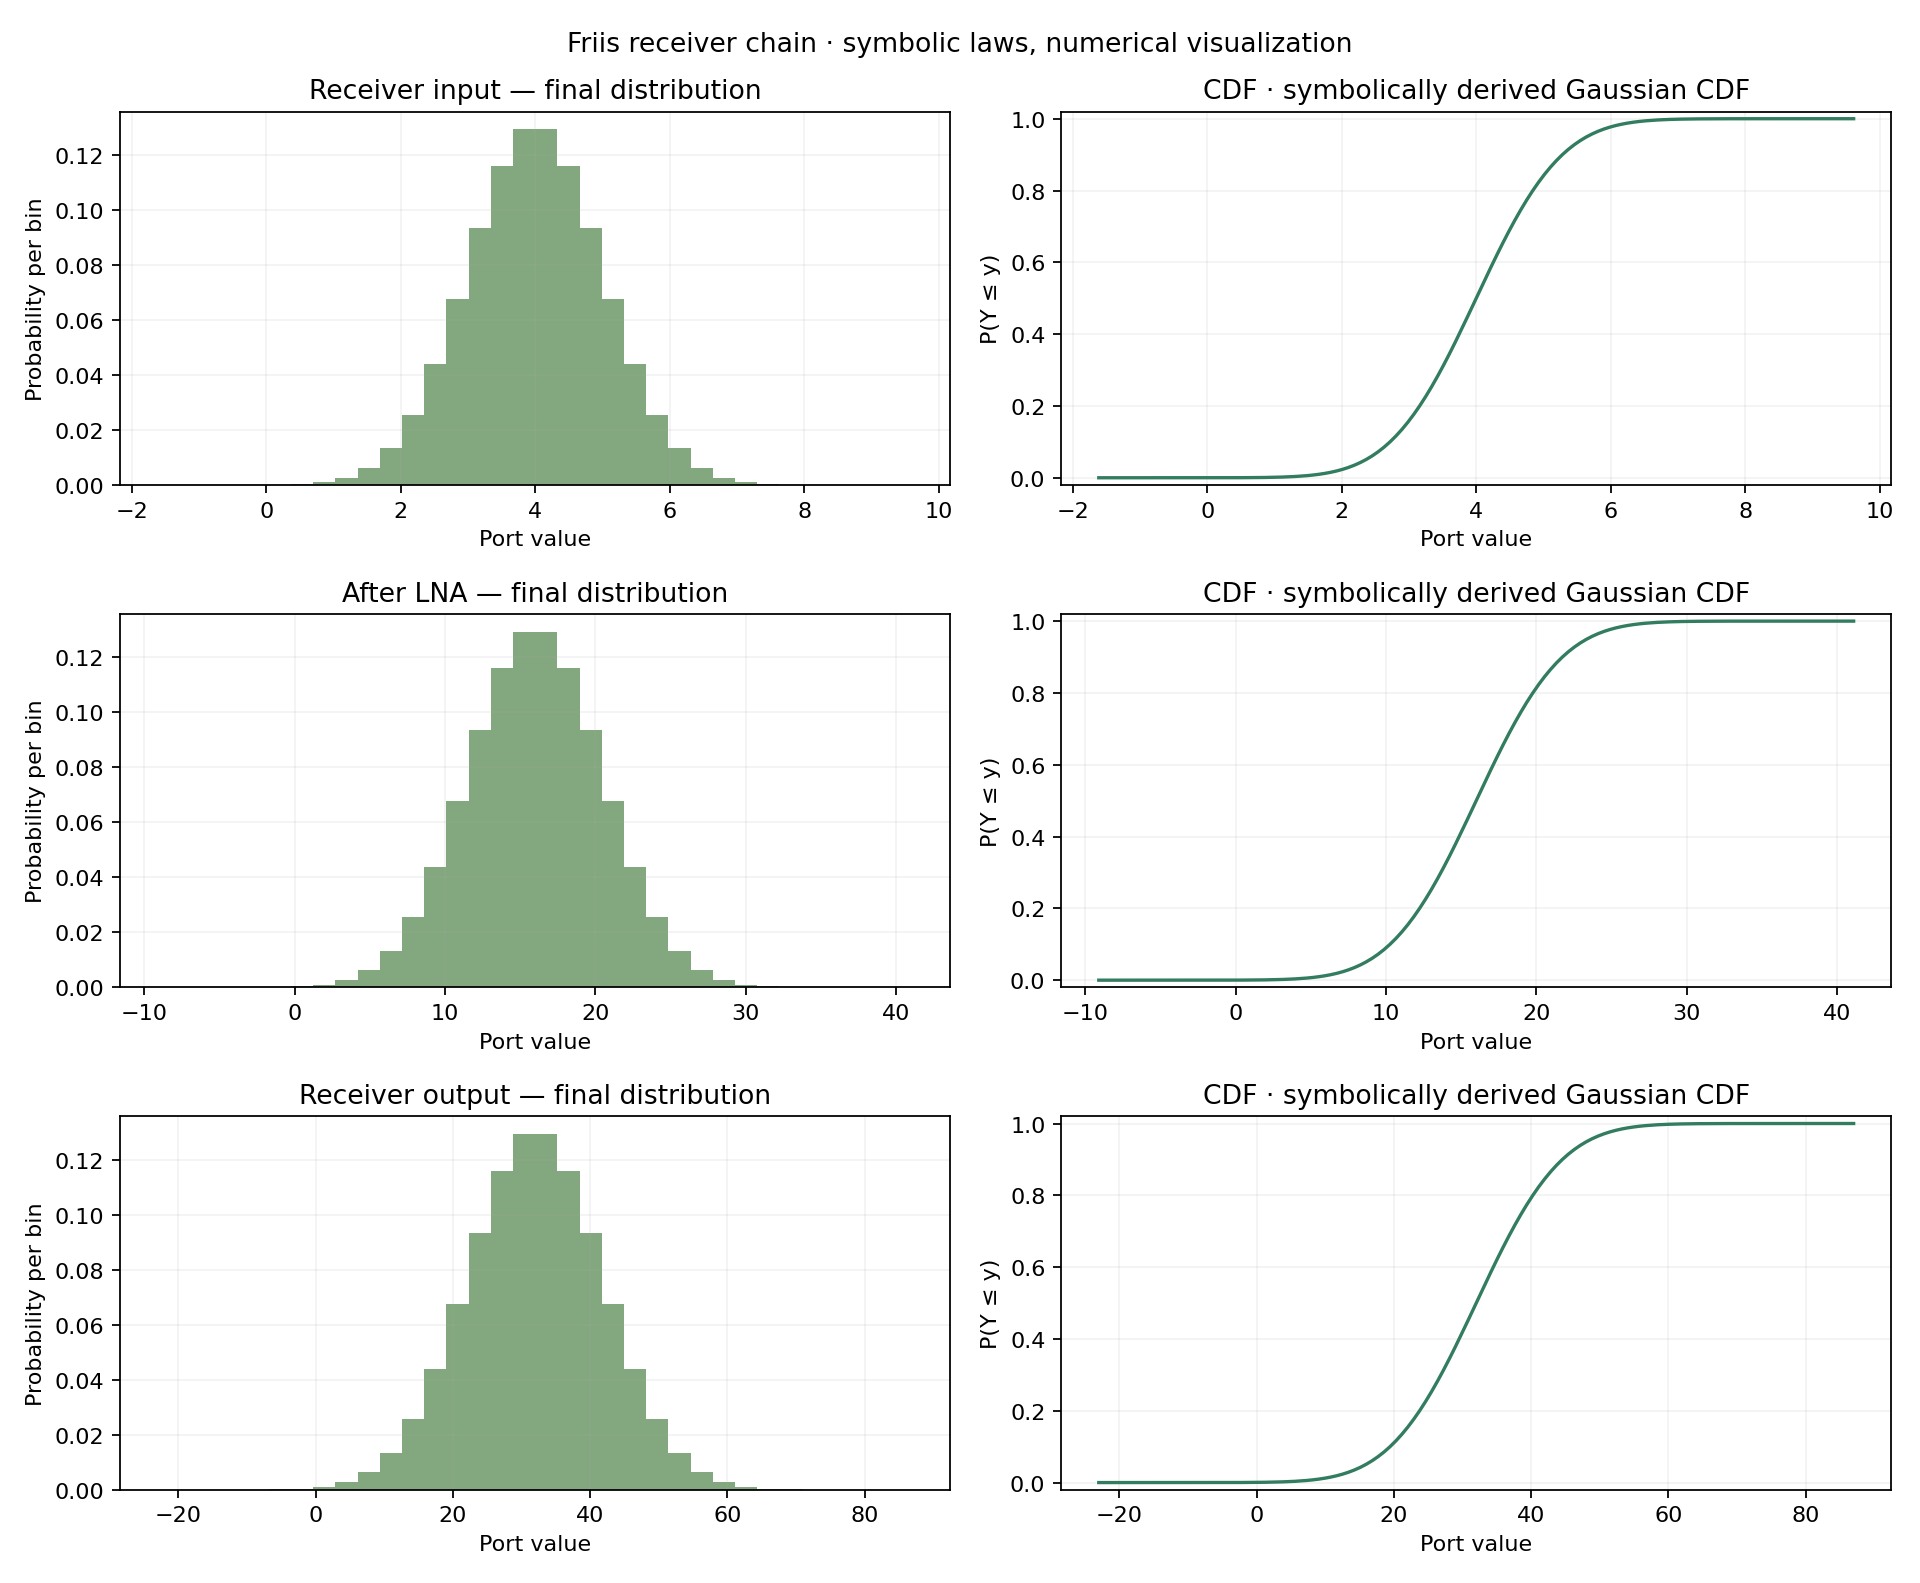 Friis receiver chain · symbolic laws, numerical visualization
Receiver input — final distribution
Probability per bin
0.12
0.10
0.08
0.06
0.04
0.02
0.00
−2 0 2 4 6 8 10
Port value
CDF · symbolically derived Gaussian CDF
P(Y ≤ y)
1.0
0.8
0.6
0.4
0.2
0.0
−2 0 2 4 6 8 10
Port value
After LNA — final distribution
Probability per bin
0.12
0.10
0.08
0.06
0.04
0.02
0.00
−10 0 10 20 30 40
Port value
CDF · symbolically derived Gaussian CDF
P(Y ≤ y)
1.0
0.8
0.6
0.4
0.2
0.0
−10 0 10 20 30 40
Port value
Receiver output — final distribution
Probability per bin
0.12
0.10
0.08
0.06
0.04
0.02
0.00
−20 0 20 40 60 80
Port value
CDF · symbolically derived Gaussian CDF
P(Y ≤ y)
1.0
0.8
0.6
0.4
0.2
0.0
−20 0 20 40 60 80
Port value